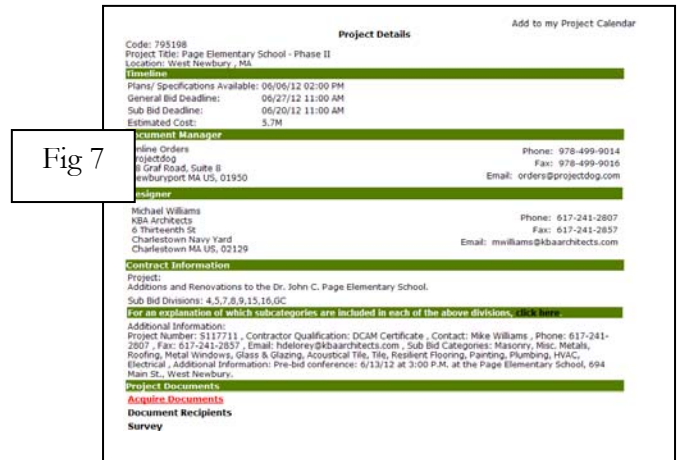 Add to my Project Calendar
Project Details
Code: 795198
Project Title: Page Elementary School - Phase II
Location: West Newbury , MA
Timeline
Plans/ Specifications Available: 06/06/12 02:00 PM
General Bid Deadline: 06/27/12 11:00 AM
Sub Bid Deadline: 06/20/12 11:00 AM
Estimated Cost: 5.7M
Fig 7
ocument Manager
nline Orders
rojectdog
Graf Road, Suite 8
ewburyport MA US, 01950
Phone: 978-499-9014
Fax: 978-499-9016
Email: orders@projectdog.com
esigner
Michael Williams
KBA Architects
6 Thirteenth St
Charlestown Navy Yard
Charlestown MA US, 02129
Phone: 617-241-2807
Fax: 617-241-2857
Email: mwilliams@kbaarchitects.com
Contract Information
Project:
Additions and Renovations to the Dr. John C. Page Elementary School.
Sub Bid Divisions: 4,5,7,8,9,15,16,GC
For an explanation of which subcategories are included in each of the above divisions, click here
Additional Information:
Project Number: S117711 , Contractor Qualification: DCAM Certificate , Contact: Mike Williams , Phone: 617-241-
2807 , Fax: 617-241-2857 , Email: hdelorey@kbaarchitects.com , Sub Bid Categories: Masonry, Misc. Metals,
Roofing, Metal Windows, Glass & Glazing, Acoustical Tile, Tile, Resilient Flooring, Painting, Plumbing, HVAC,
Electrical , Additional Information: Pre-bid conference: 6/13/12 at 3:00 P.M. at the Page Elementary School, 694
Main St., West Newbury.
Project Documents
Acquire Documents
Document Recipients
Survey